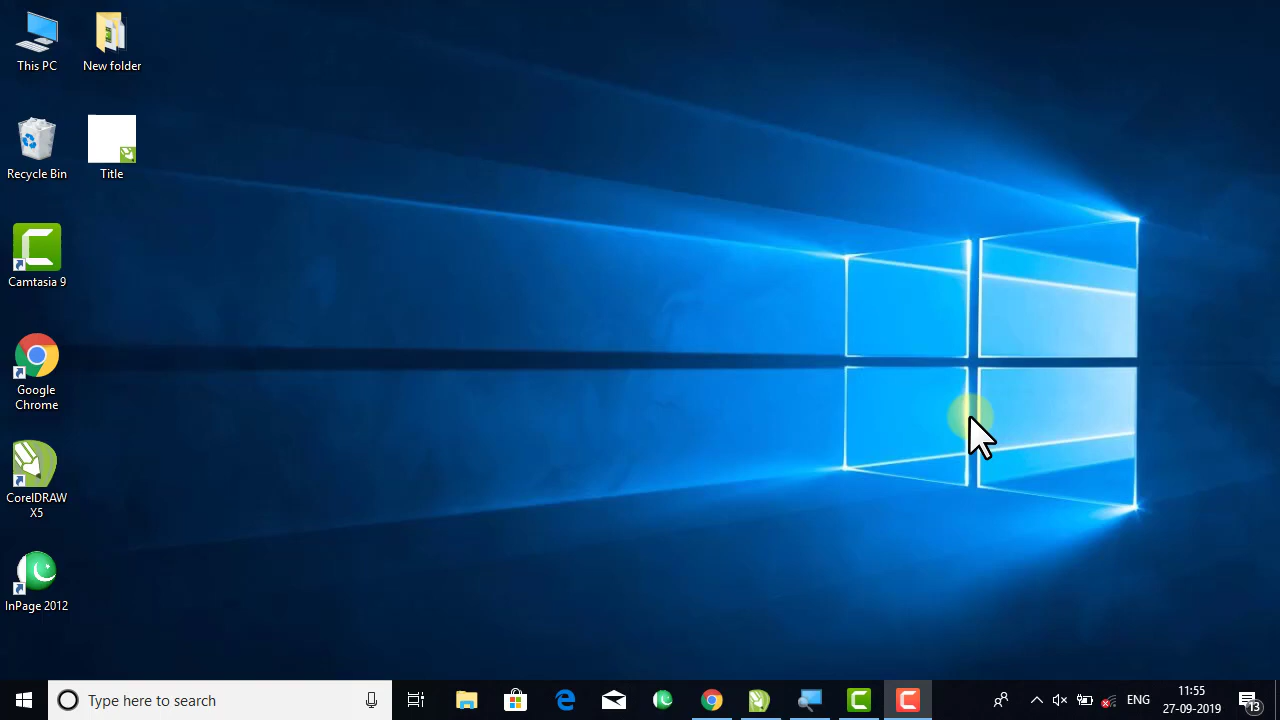 This PC
New folder
Recycle Bin
Title
Camtasia 9
Google
Chrome
CorelDRAW
X5
InPage 2012
Type here to search
ENG
11:55
27-09-2019
13